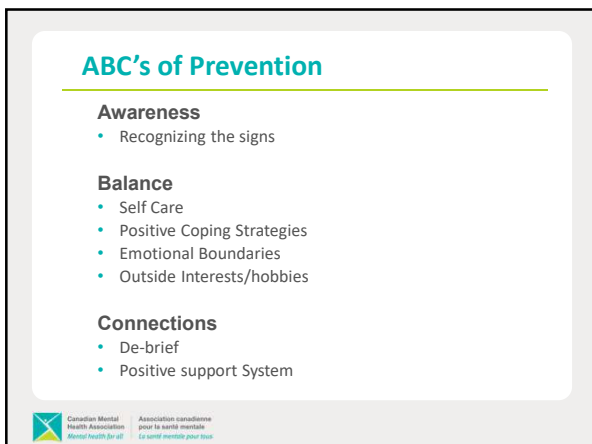 ABC's of Prevention
Awareness
• Recognizing the signs
Balance
• Self Care
• Positive Coping Strategies
• Emotional Boundaries
• Outside Interests/hobbies
Connections
• De-brief
• Positive support System
Canadian Mental
Health Association
Mental health for all
Association canadienne
pour la santé mentale
La santé mentale pour tous